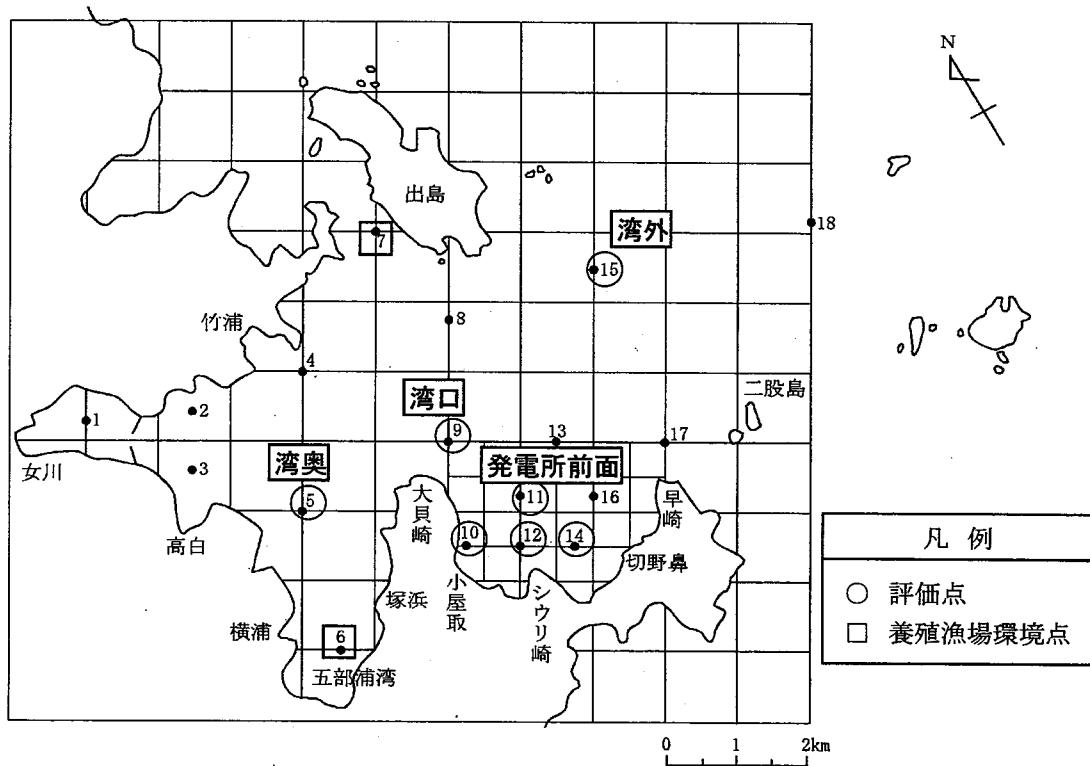 N
出島
7
湾外
18
15
竹浦
8
4
二股島
湾口
1
2
9
13
17
女川
3
湾奥
発電所前面
5
大貝崎
11
16
早崎
高白
10
12
14
切野鼻
塚浜
小屋取
シウリ崎
横浦
6
五部浦湾
凡例
○ 評価点
□ 養殖漁場環境点
0 1 2km